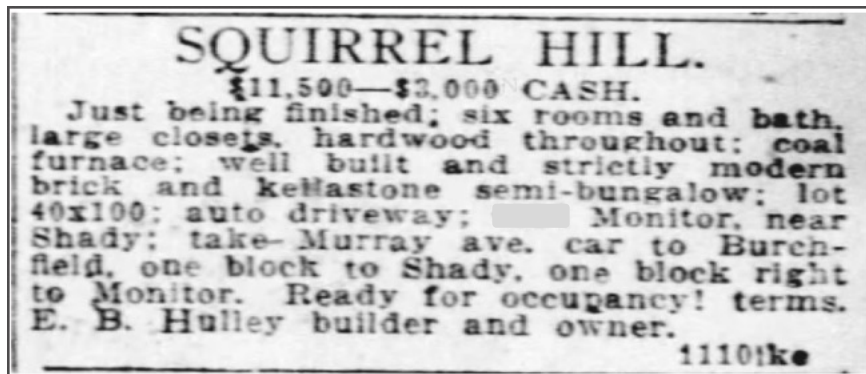 SQUIRREL HILL.
$11,500—$3,000 CASH.
Just being finished; six rooms and bath,
large closets, hardwood throughout; coal
furnace; well built and strictly modern
brick and kellastone semi-bungalow; lot
40x100; auto driveway; Monitor, near
Shady; take Murray ave. car to Burch-
field, one block to Shady, one block right
to Monitor. Ready for occupancy! terms.
E. B. Hulley builder and owner.